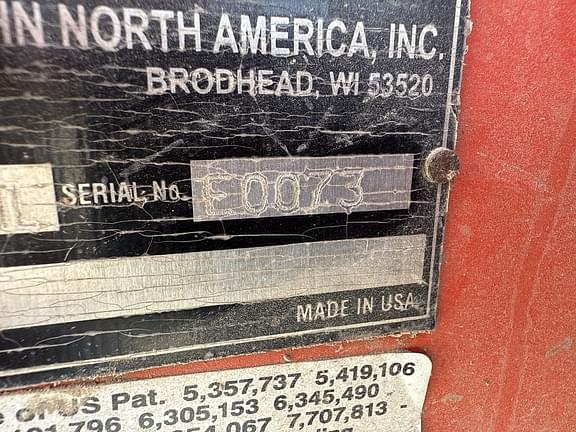 IN NORTH AMERICA, INC.
BRODHEAD, WI 53520
SERIAL No. E0073
MADE IN USA
US Pat. 5,357,737 5,419,106
6,305,153 6,345,490
7,707,813 -